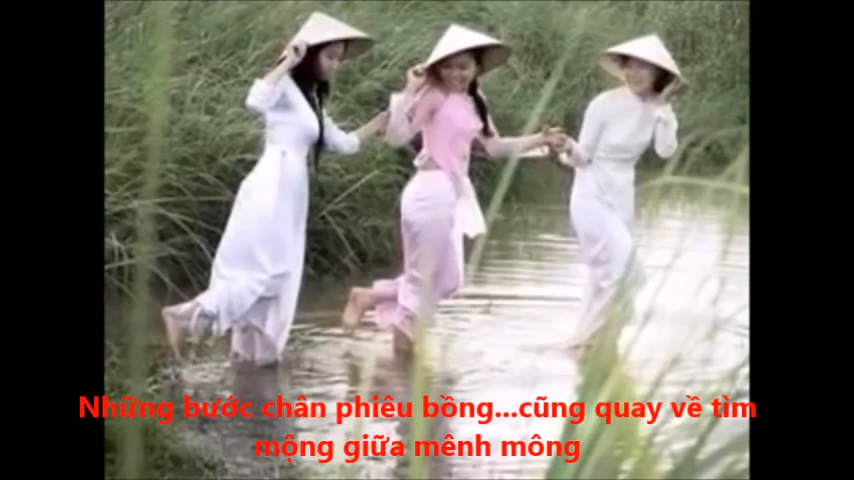 Những bước chân phiêu bồng...cũng quay về tìm
mộng giữa mênh mông